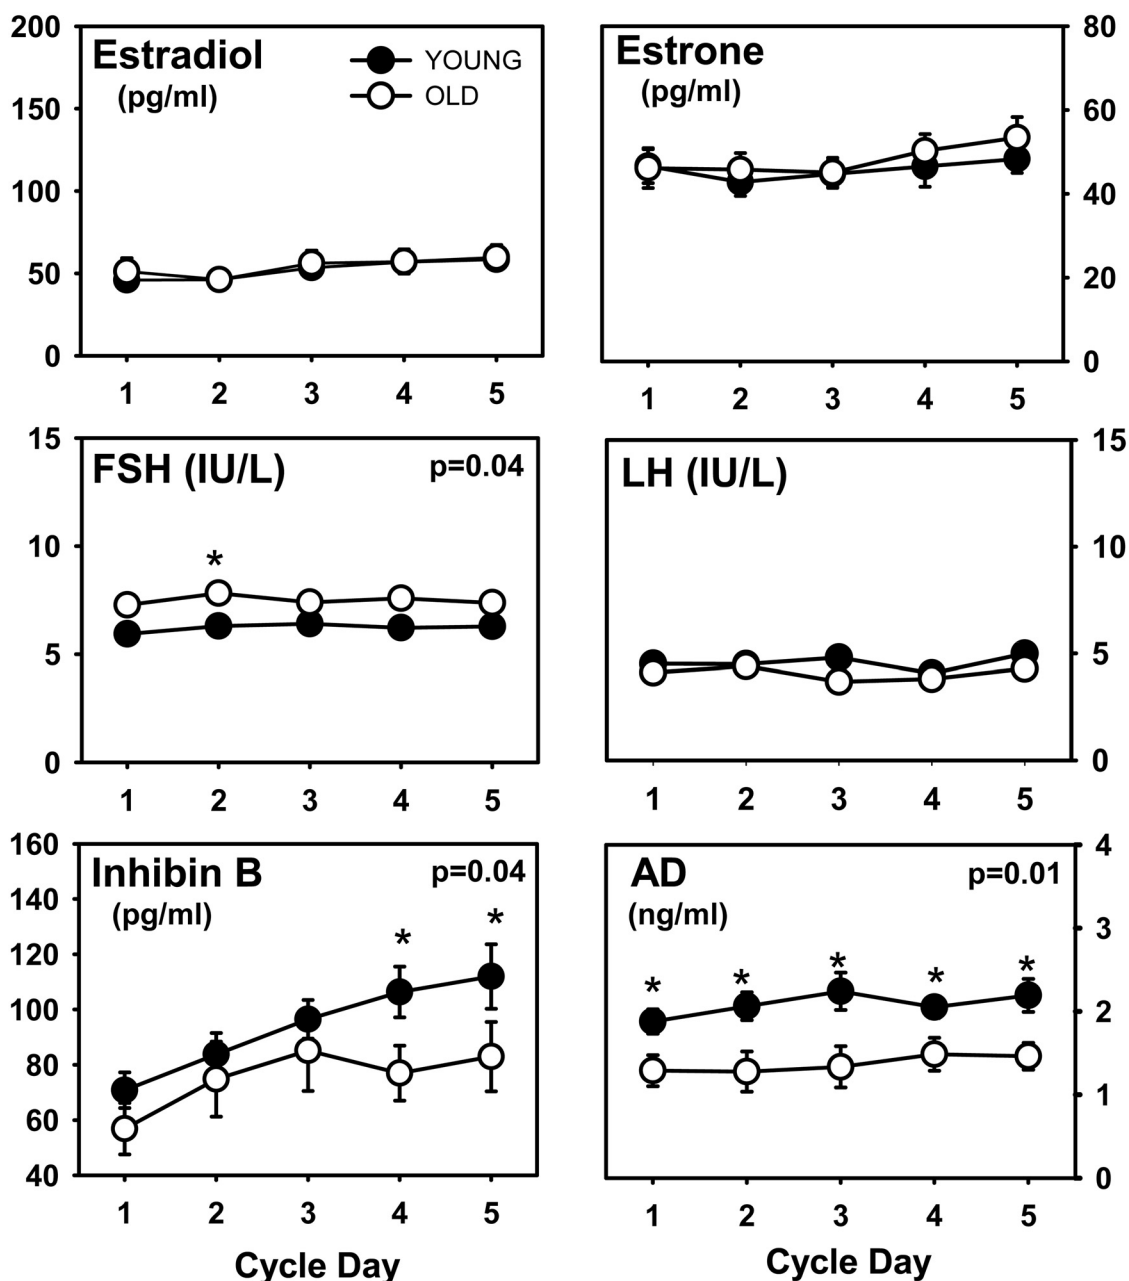 Estradiol
(pg/ml)
YOUNG
OLD
200
150
100
50
0
1 2 3 4 5
Estrone
(pg/ml)
80
60
40
20
0
1 2 3 4 5
FSH (IU/L)
p=0.04
*
15
10
5
0
1 2 3 4 5
LH (IU/L)
15
10
5
0
1 2 3 4 5
Inhibin B
(pg/ml)
p=0.04
* *
160
140
120
100
80
60
40
1 2 3 4 5
Cycle Day
AD
(ng/ml)
p=0.01
* * * * *
4
3
2
1
0
1 2 3 4 5
Cycle Day